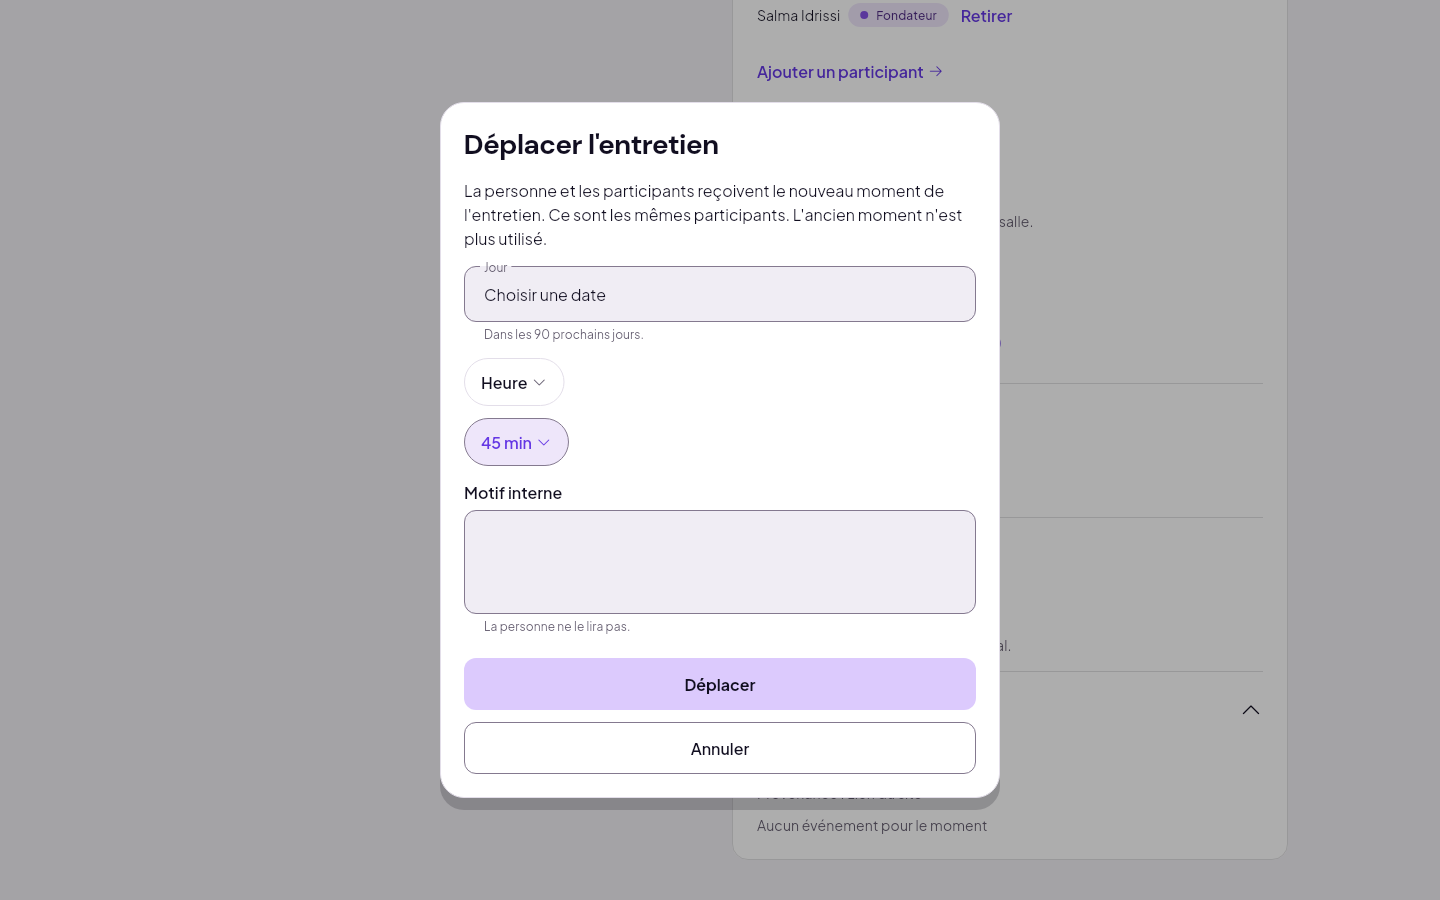 Salma Idrissi Fondateur Retirer
Ajouter un participant
Déplacer l'entretien
La personne et les participants reçoivent le nouveau moment de
l'entretien. Ce sont les mêmes participants. L'ancien moment n'est
plus utilisé.
salle.
Jour
Choisir une date
Dans les 90 prochains jours.
Heure
45 min
Motif interne
La personne ne le lira pas.
al.
Déplacer
Annuler
Aucun événement pour le moment